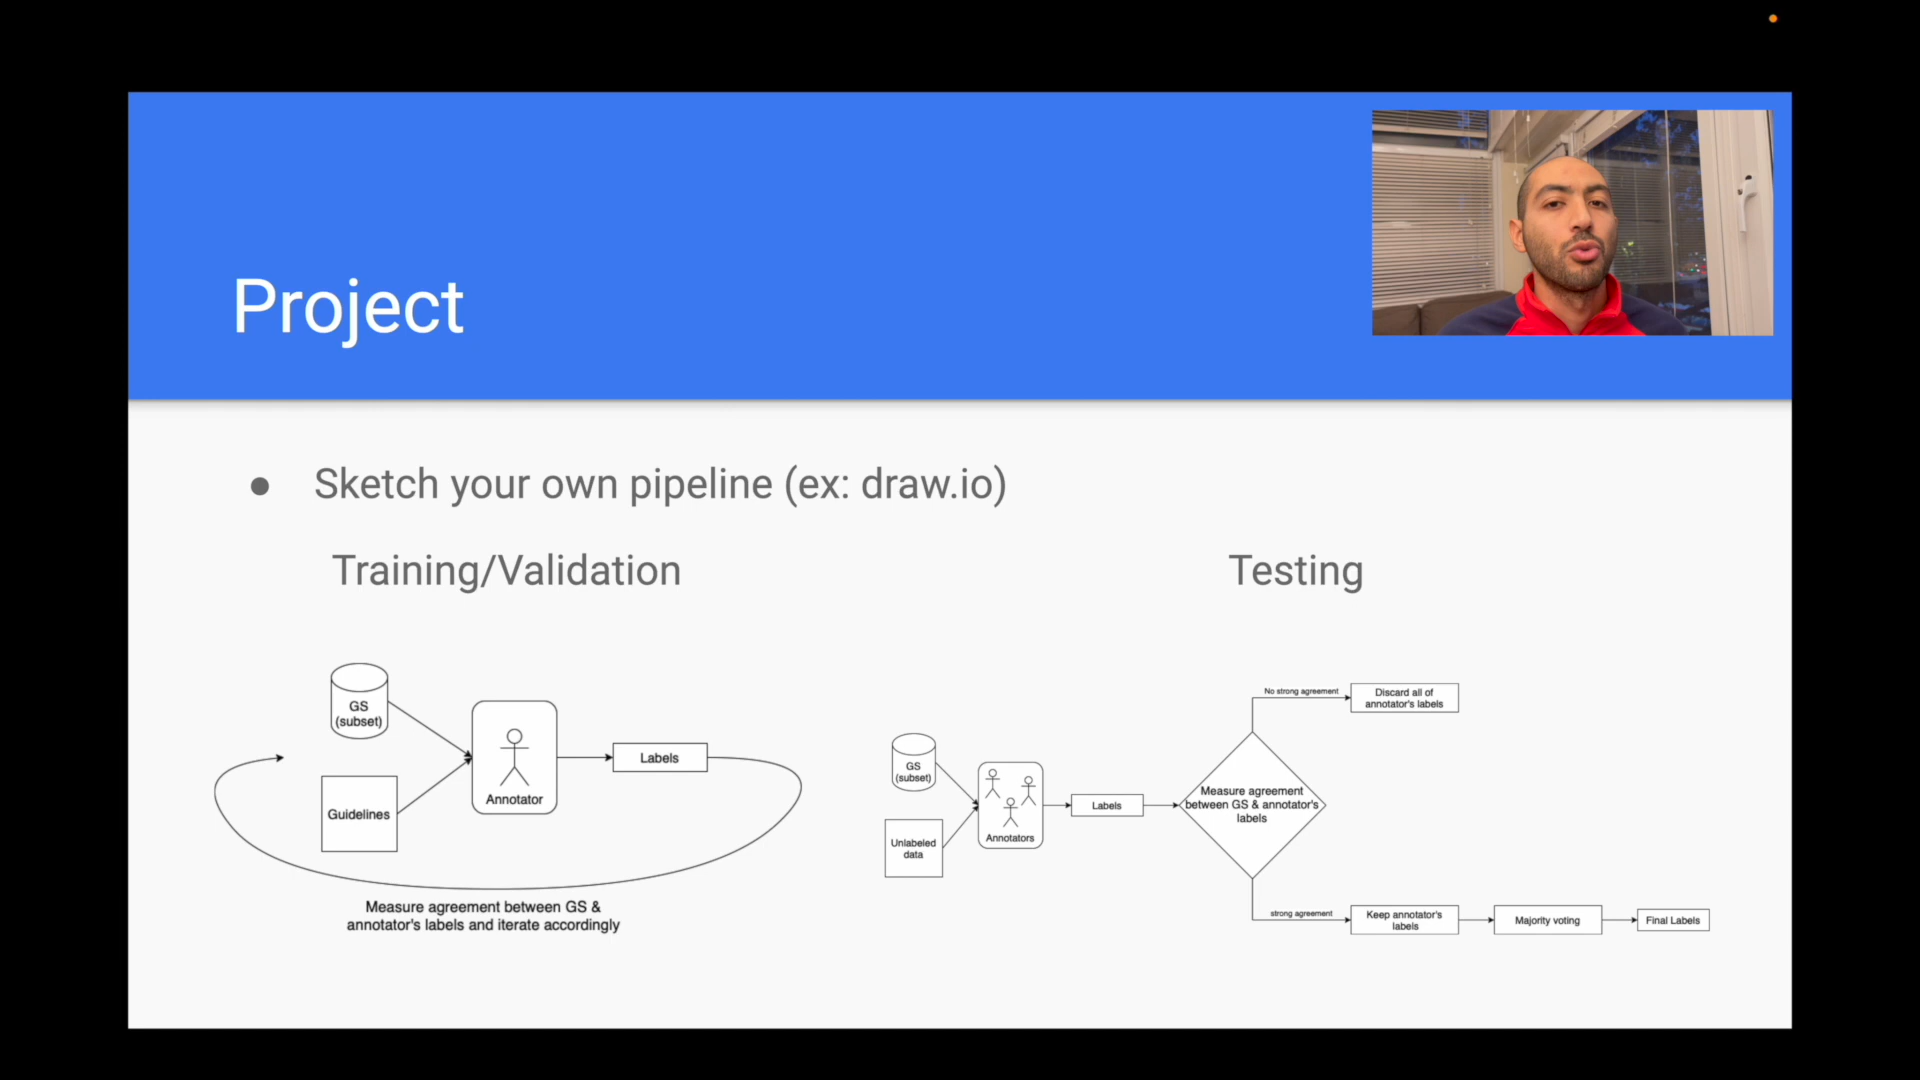 Project
Sketch your own pipeline (ex: draw.io)
Training/Validation
GS
(subset)
Guidelines
Annotator
Labels
Measure agreement between GS &
annotator's labels and iterate accordingly
Testing
GS
(subset)
Unlabeled
data
Annotators
Labels
Measure agreement
between GS & annotator's
labels
No strong agreement
Discard all of
annotator's labels
strong agreement
Keep annotator's
labels
Majority voting
Final Labels